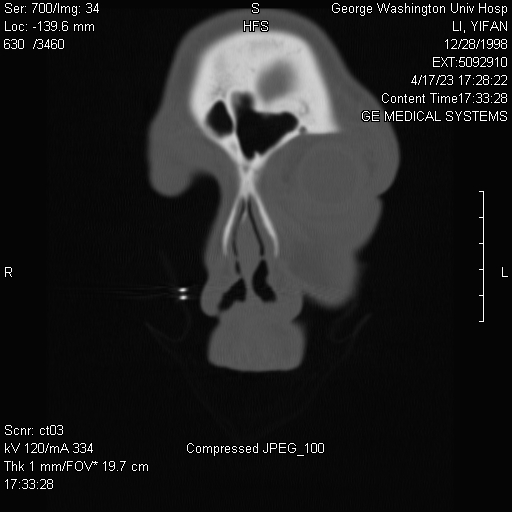 Ser: 700/Img: 34
Loc: -139.6 mm
630 /3460
S
HFS
George Washington Univ Hosp
LI, YIFAN
12/28/1998
EXT:5092910
4/17/23 17:28:22
Content Time17:33:28
GE MEDICAL SYSTEMS
R
L
Scnr: ct03
kV 120/mA 334
Thk 1 mm/FOV* 19.7 cm
17:33:28
Compressed JPEG_100